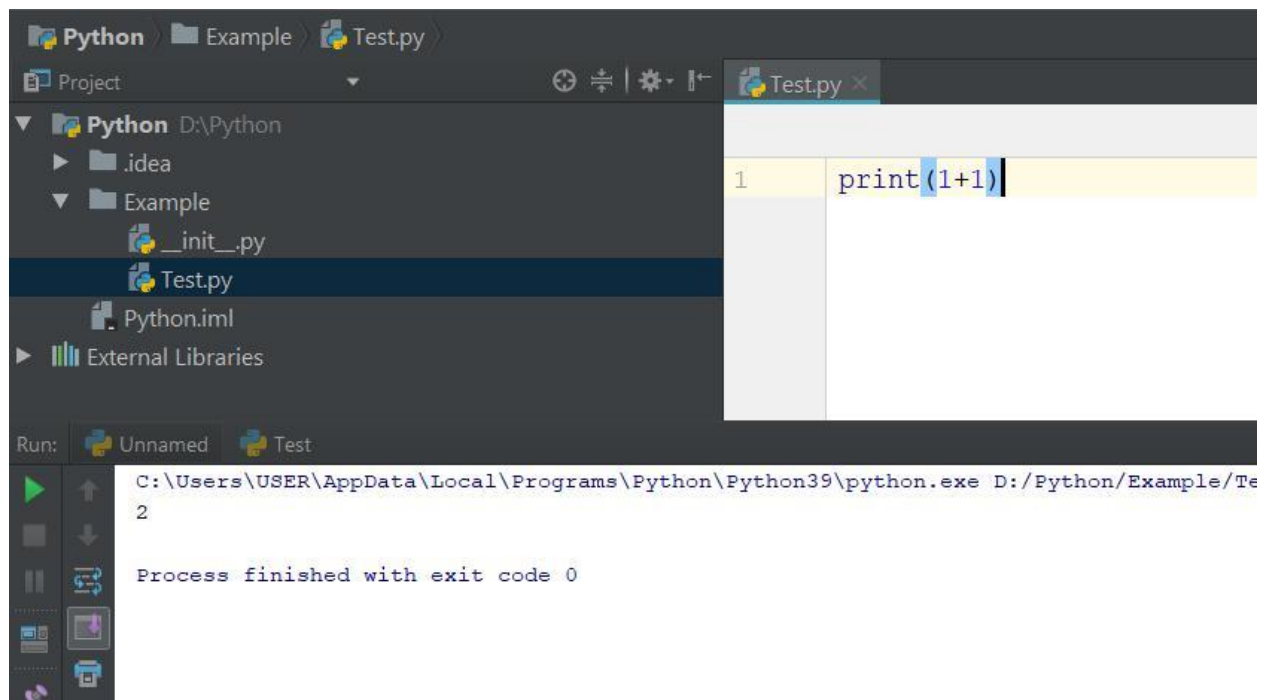 Python Example Test.py
Project
Test.py
Python D:\Python
.idea
Example
__init__.py
Test.py
Python.iml
External Libraries
1 print(1+1)
Run: Unnamed Test
C:\Users\USER\AppData\Local\Programs\Python\Python39\python.exe D:/Python/Example/Te
2
Process finished with exit code 0